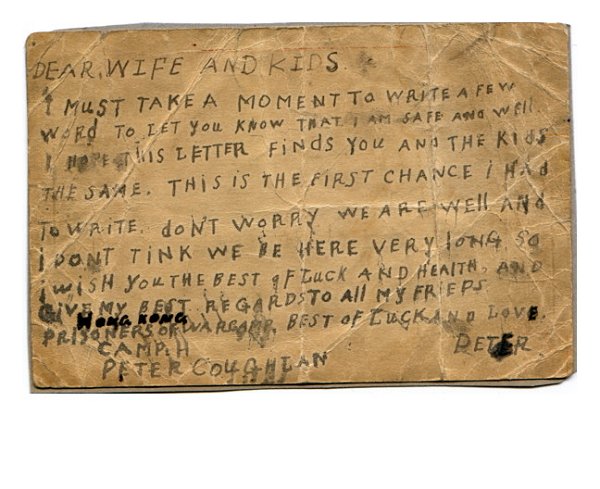 DEAR WIFE AND KIDS.
I MUST TAKE A MOMENT TO WRITE A FEW
WORD TO LET YOU KNOW THAT I AM SAFE AND WELL.
I HOPE THIS LETTER FINDS YOU AND THE KIDS
THE SAME. THIS IS THE FIRST CHANCE I HAD
TO WRITE. DON'T WORRY WE ARE WELL AND
I DONT TINK WE BE HERE VERY LONG, SO
I WISH YOU THE BEST OF LUCK AND HEALTH, AND
GIVE MY BEST REGARDS TO ALL MY FRIEPS.
HONG KONG
PRISONERS OF WAR CAMP. BEST OF LUCK AND LOVE.
CAMP. H PETER
PETER COUGHLAN